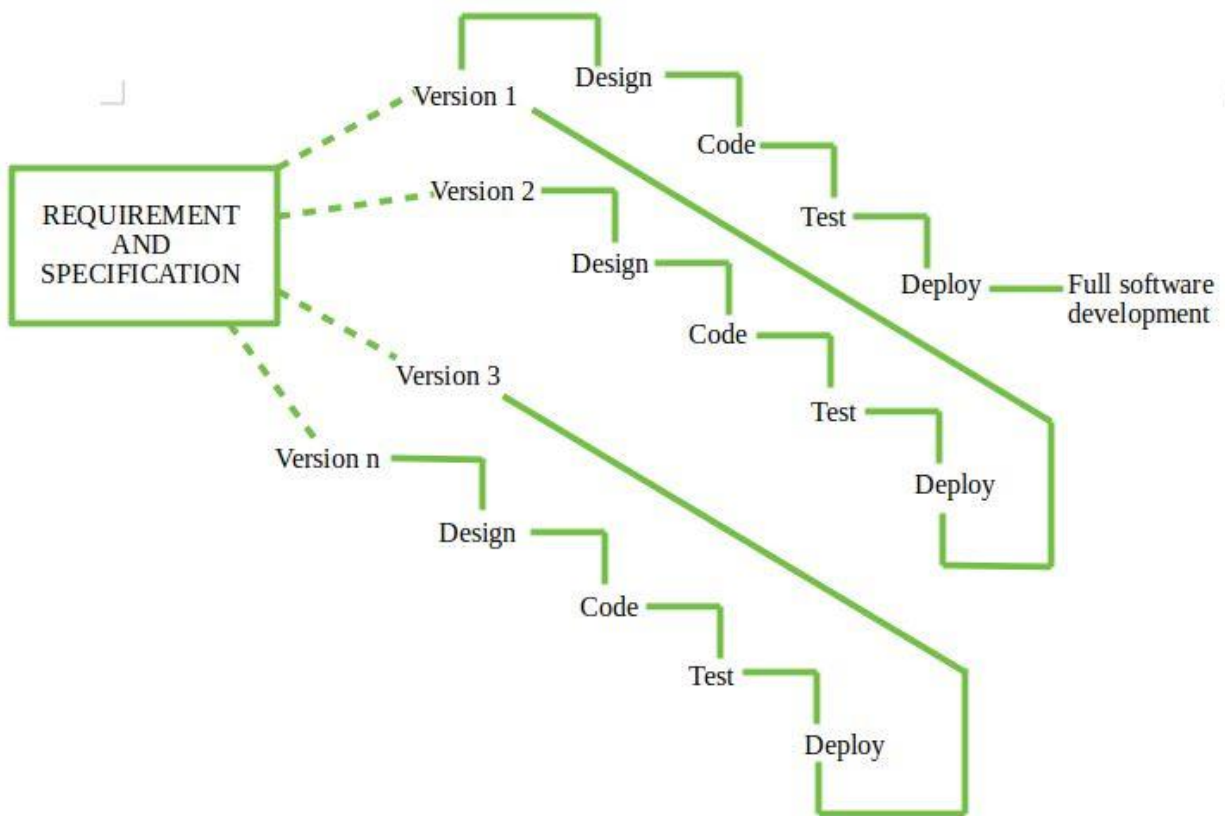 REQUIREMENT
AND
SPECIFICATION
Version 1
Design
Code
Test
Deploy
Full software
development
Version 2
Design
Code
Test
Deploy
Version 3
Version n
Design
Code
Test
Deploy